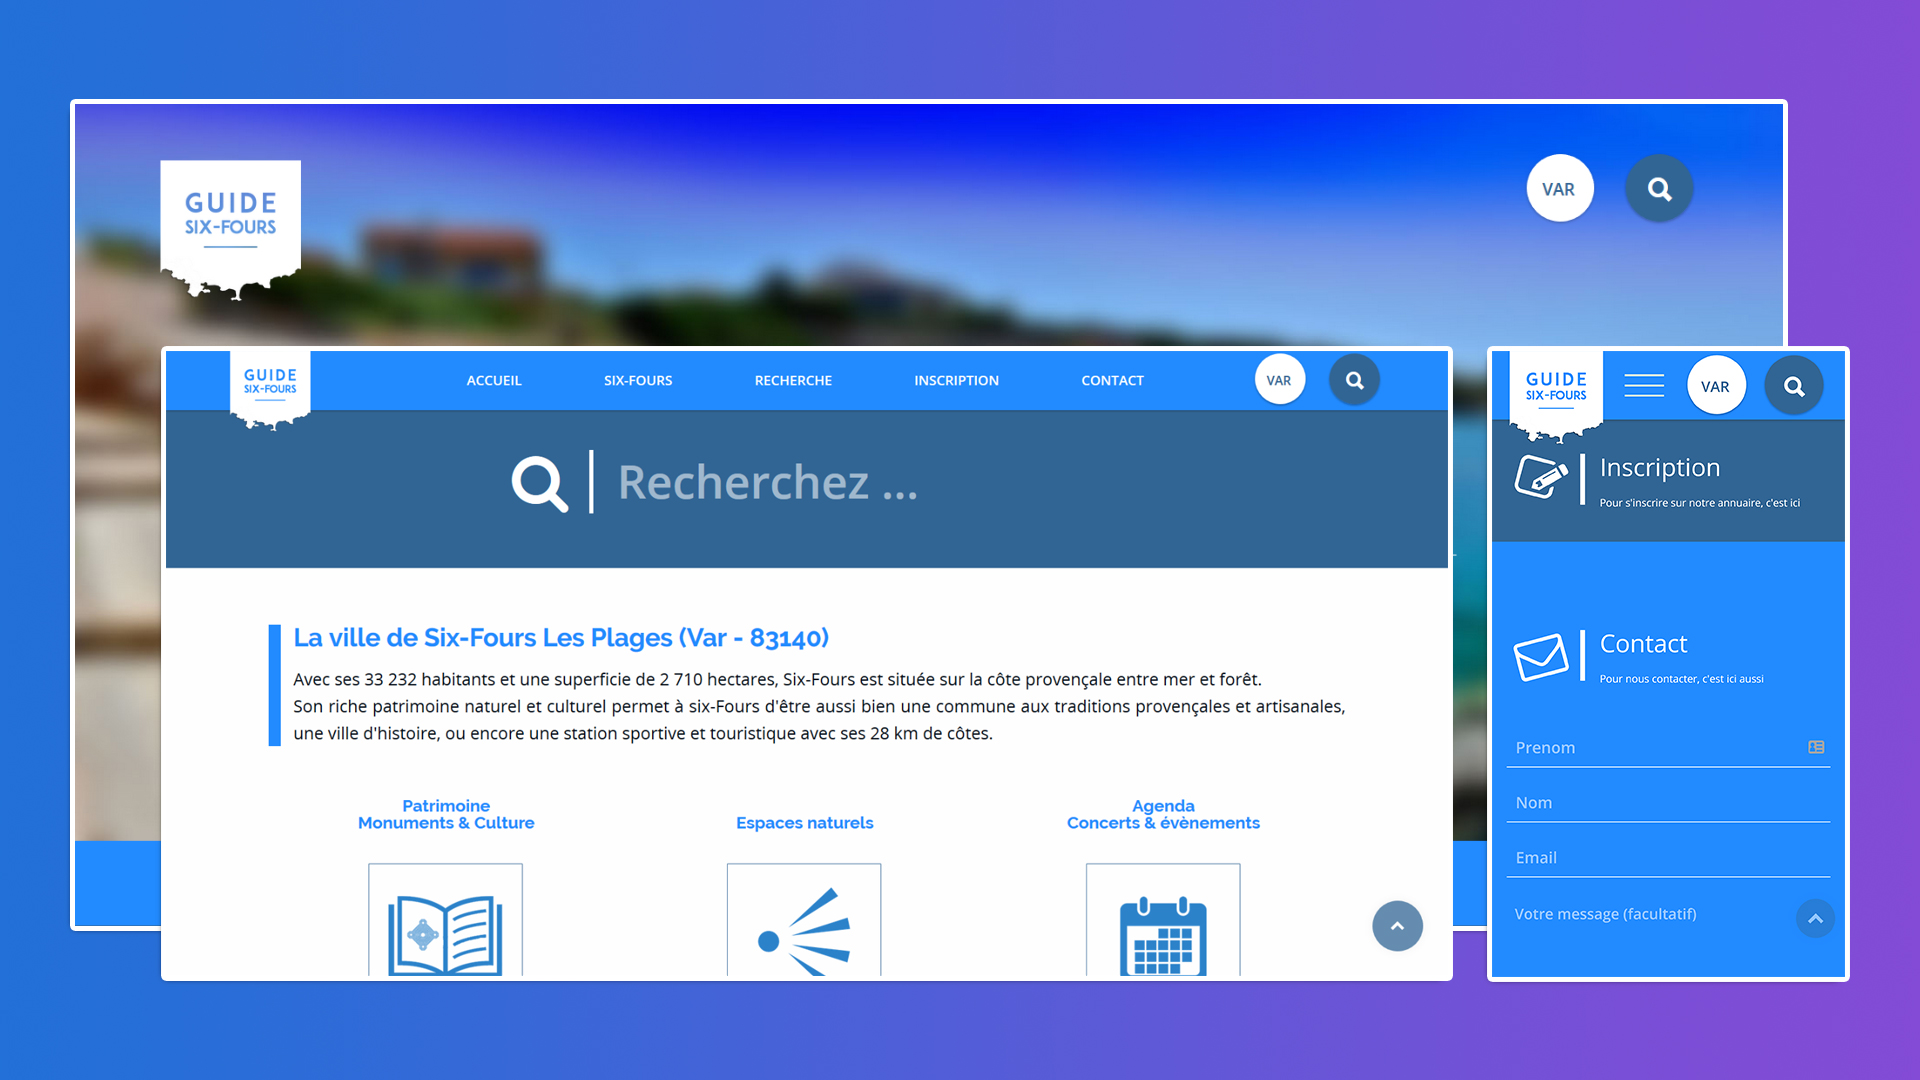 GUIDE
SIX-FOURS
VAR
GUIDE
SIX-FOURS
ACCUEIL
SIX-FOURS
RECHERCHE
INSCRIPTION
CONTACT
VAR
Recherchez ...
La ville de Six-Fours Les Plages (Var - 83140)
Avec ses 33 232 habitants et une superficie de 2 710 hectares, Six-Fours est située sur la côte provençale entre mer et forêt.
Son riche patrimoine naturel et culturel permet à six-Fours d'être aussi bien une commune aux traditions provençales et artisanales,
une ville d'histoire, ou encore une station sportive et touristique avec ses 28 km de côtes.
Patrimoine
Monuments & Culture
Espaces naturels
Agenda
Concerts & évènements
GUIDE
SIX-FOURS
VAR
Inscription
Pour s'inscrire sur notre annuaire, c'est ici
Contact
Pour nous contacter, c'est ici aussi
Prenom
Nom
Email
Votre message (facultatif)